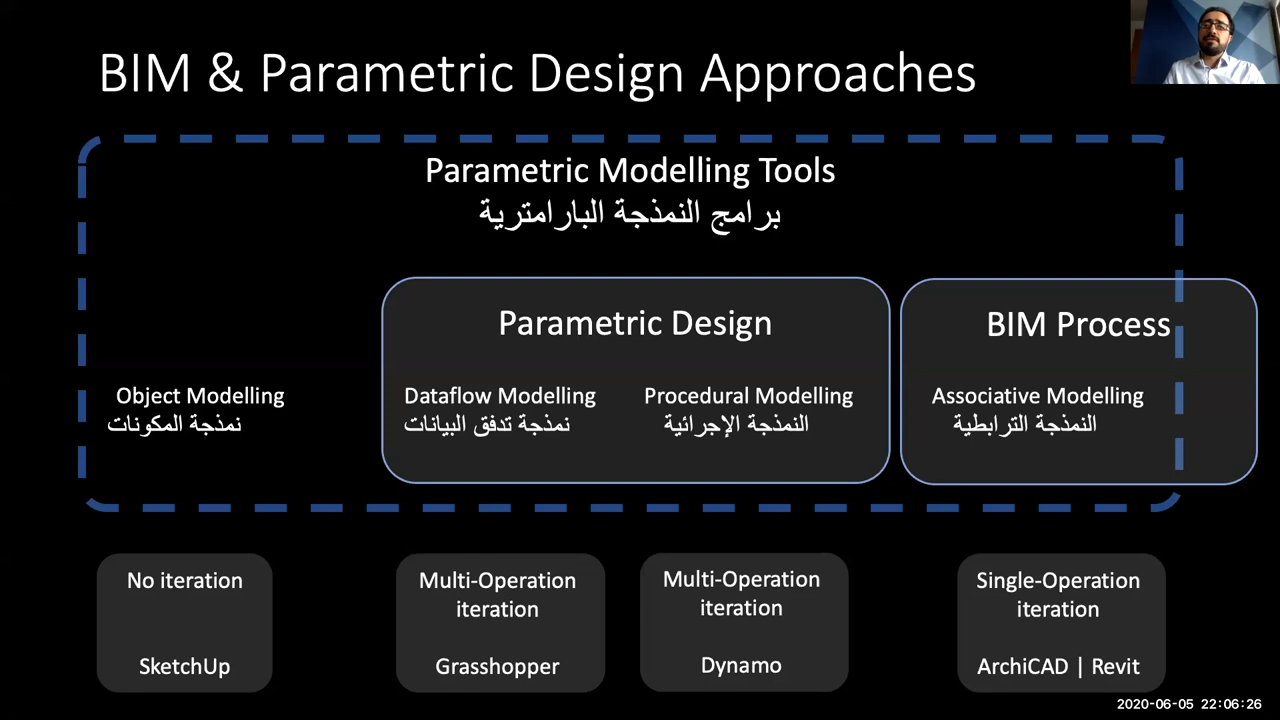 BIM & Parametric Design Approaches
Parametric Modelling Tools
برامج النمذجة البارامترية
Parametric Design
BIM Process
Object Modelling
نمذجة المكونات
Dataflow Modelling
نمذجة تدفق البيانات
Procedural Modelling
النمذجة الإجرائية
Associative Modelling
النمذجة الترابطية
No iteration
SketchUp
Multi-Operation
iteration
Grasshopper
Multi-Operation
iteration
Dynamo
Single-Operation
iteration
ArchiCAD | Revit
2020-06-05 22:06:26